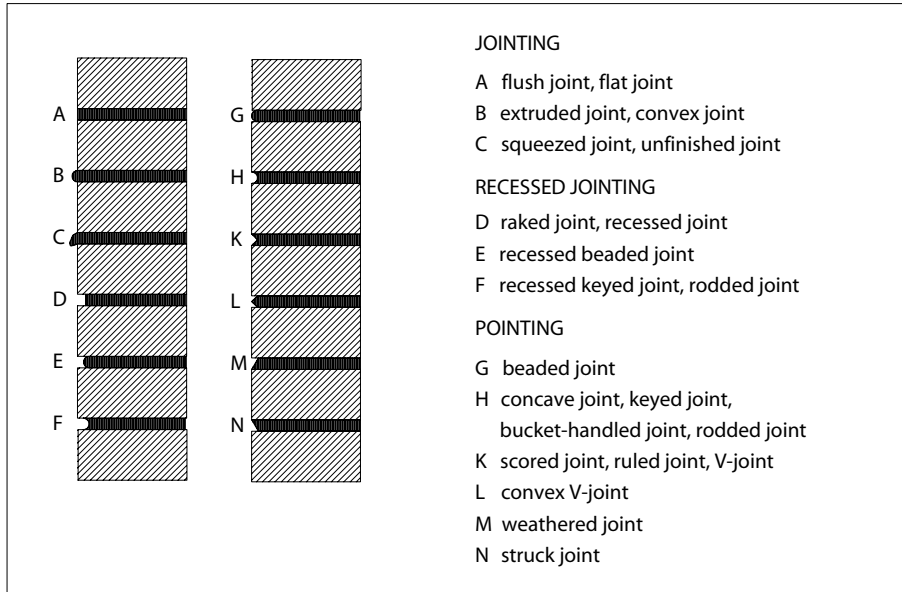 A
B
C
D
E
F
G
H
K
L
M
N
JOINTING
A flush joint, flat joint
B extruded joint, convex joint
C squeezed joint, unfinished joint
RECESSED JOINTING
D raked joint, recessed joint
E recessed beaded joint
F recessed keyed joint, rodded joint
POINTING
G beaded joint
H concave joint, keyed joint,
bucket-handled joint, rodded joint
K scored joint, ruled joint, V-joint
L convex V-joint
M weathered joint
N struck joint